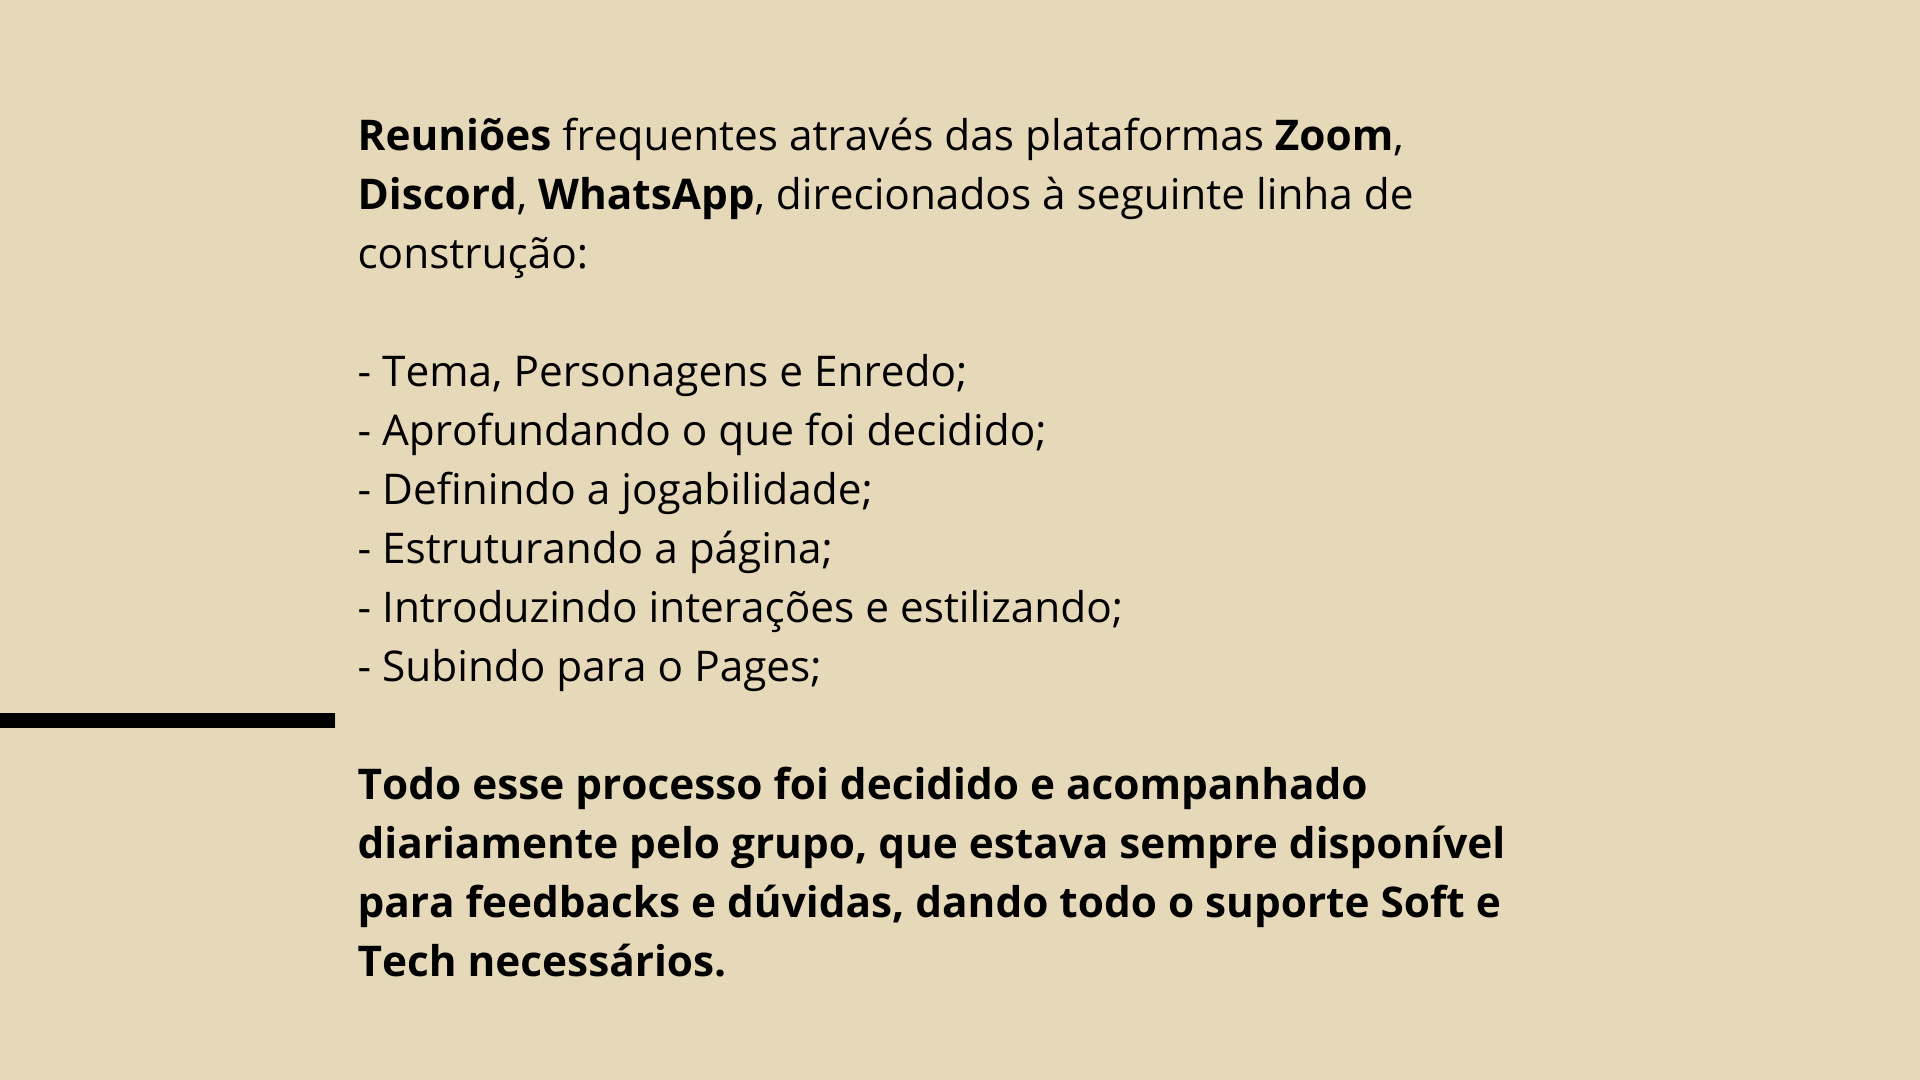 Reuniões frequentes através das plataformas Zoom,
Discord, WhatsApp, direcionados à seguinte linha de
construção:
- Tema, Personagens e Enredo;
- Aprofundando o que foi decidido;
- Definindo a jogabilidade;
- Estruturando a página;
- Introduzindo interações e estilizando;
- Subindo para o Pages;
Todo esse processo foi decidido e acompanhado
diariamente pelo grupo, que estava sempre disponível
para feedbacks e dúvidas, dando todo o suporte Soft e
Tech necessários.